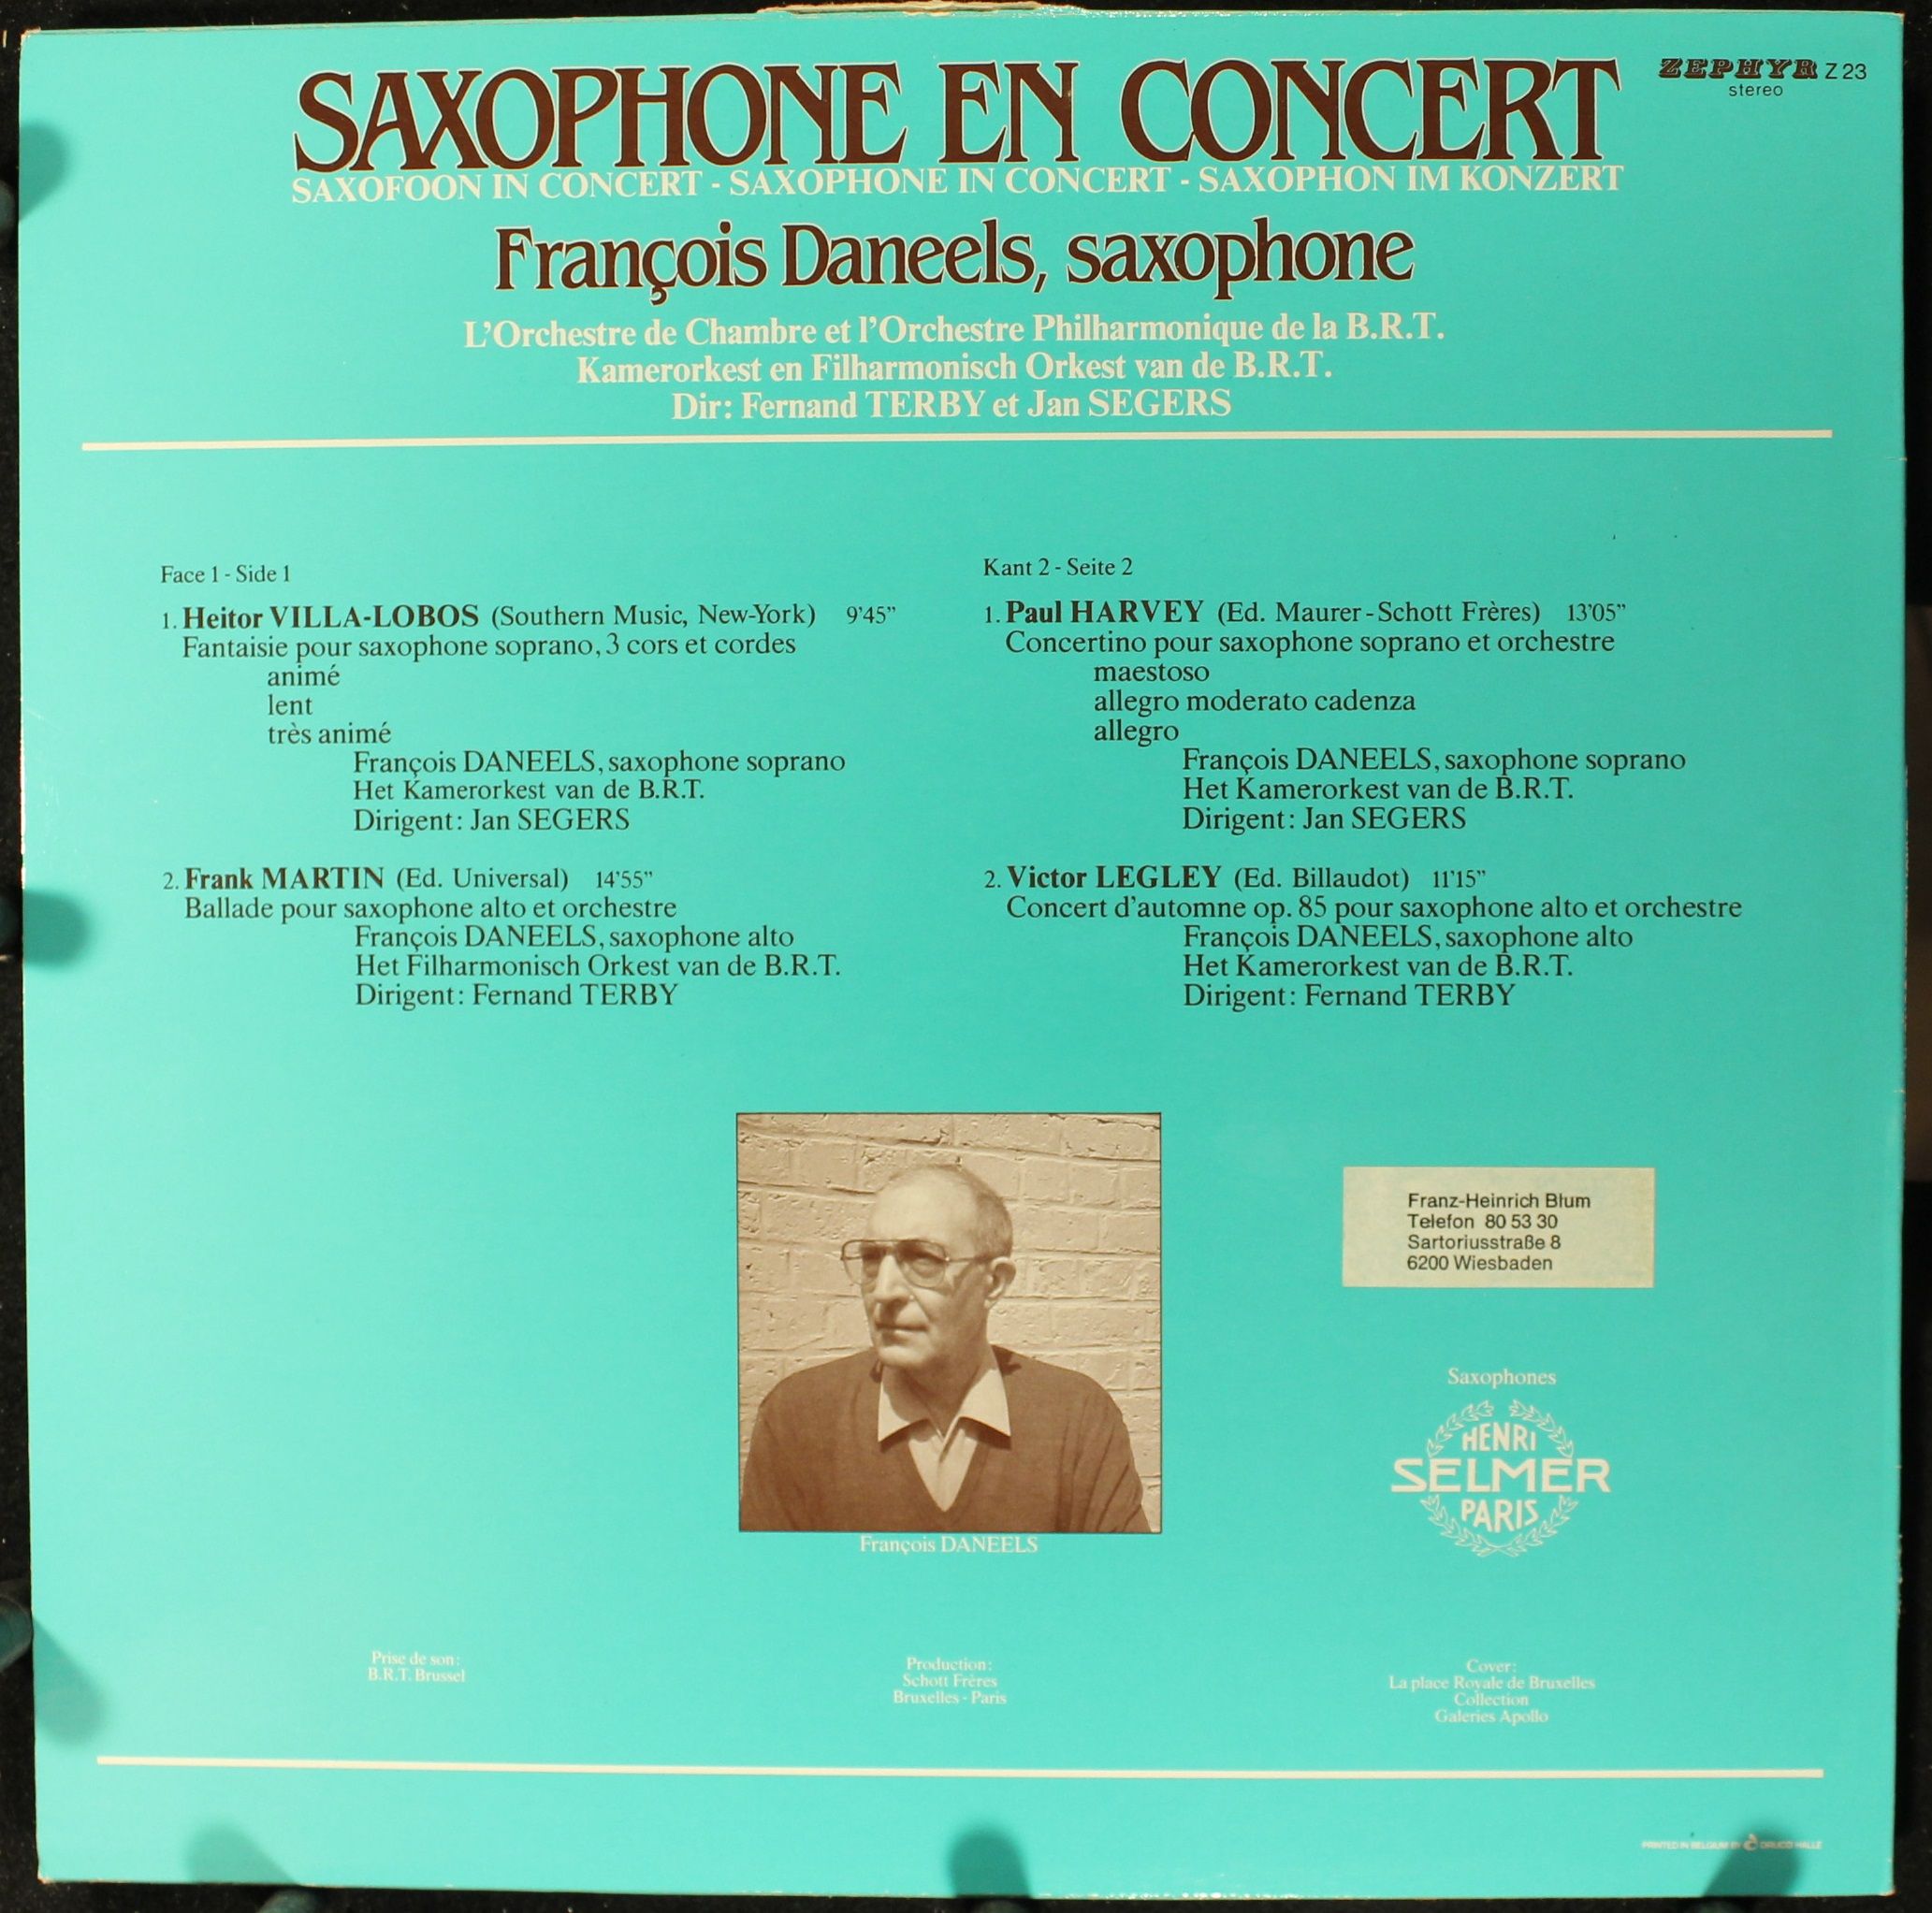 SAXOPHONE EN CONCERT
ZEPHYR Z 23
stereo
SAXOFOON IN CONCERT - SAXOPHONE IN CONCERT - SAXOPHON IM KONZERT
François Daneels, saxophone
L'Orchestre de Chambre et l'Orchestre Philharmonique de la B.R.T.
Kamerorkest en Filharmonisch Orkest van de B.R.T.
Dir: Fernand TERBY et Jan SEGERS
Face 1 - Side 1
1. Heitor VILLA-LOBOS (Southern Music, New-York) 9'45"
Fantaisie pour saxophone soprano, 3 cors et cordes
animé
lent
très animé
François DANEELS, saxophone soprano
Het Kamerorkest van de B.R.T.
Dirigent: Jan SEGERS
2. Frank MARTIN (Ed. Universal) 14'55"
Ballade pour saxophone alto et orchestre
François DANEELS, saxophone alto
Het Filharmonisch Orkest van de B.R.T.
Dirigent: Fernand TERBY
Kant 2 - Seite 2
1. Paul HARVEY (Ed. Maurer - Schott Frères) 13'05"
Concertino pour saxophone soprano et orchestre
maestoso
allegro moderato cadenza
allegro
François DANEELS, saxophone soprano
Het Kamerorkest van de B.R.T.
Dirigent: Jan SEGERS
2. Victor LEGLEY (Ed. Billaudot) 11'15"
Concert d'automne op. 85 pour saxophone alto et orchestre
François DANEELS, saxophone alto
Het Kamerorkest van de B.R.T.
Dirigent: Fernand TERBY
François DANEELS
Franz-Heinrich Blum
Telefon 80 53 30
Sartoriusstraße 8
6200 Wiesbaden
Saxophones
HENRI
SELMER
PARIS
Prise de son:
B.R.T. Brussel
Production:
Schott Frères
Bruxelles - Paris
Cover:
La place Royale de Bruxelles
Collection
Galeries Apollo
PRINTED IN BELGIUM BY DRUCO HALLE